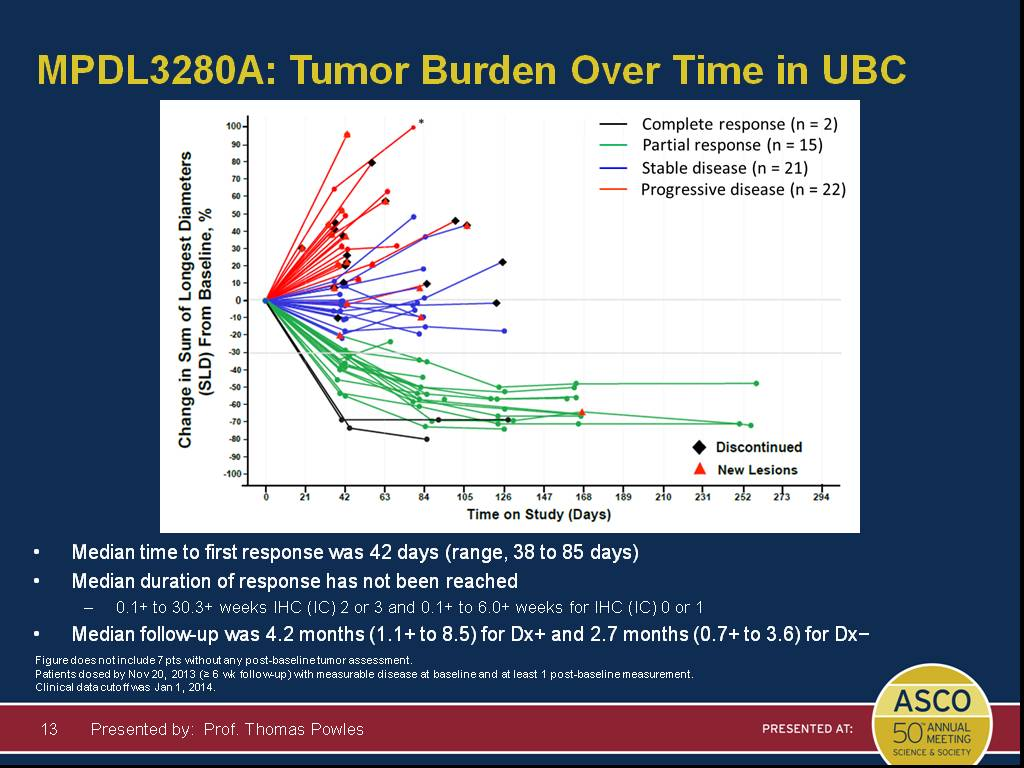 MPDL3280A: Tumor Burden Over Time in UBC
Change in Sum of Longest Diameters
(SLD) From Baseline, %
100
90
80
70
60
50
40
30
20
10
0
-10
-20
-30
-40
-50
-60
-70
-80
-90
-100
*
Complete response (n = 2)
Partial response (n = 15)
Stable disease (n = 21)
Progressive disease (n = 22)
Discontinued
New Lesions
0 21 42 63 84 105 126 147 168 189 210 231 252 273 294
Time on Study (Days)
• Median time to first response was 42 days (range, 38 to 85 days)
• Median duration of response has not been reached
– 0.1+ to 30.3+ weeks IHC (IC) 2 or 3 and 0.1+ to 6.0+ weeks for IHC (IC) 0 or 1
• Median follow-up was 4.2 months (1.1+ to 8.5) for Dx+ and 2.7 months (0.7+ to 3.6) for Dx−
Figure does not include 7 pts without any post-baseline tumor assessment.
Patients dosed by Nov 20, 2013 (≥ 6 wk follow-up) with measurable disease at baseline and at least 1 post-baseline measurement.
Clinical data cutoff was Jan 1, 2014.
13 Presented by: Prof. Thomas Powles
PRESENTED AT:
ASCO
50TH ANNUAL
MEETING
SCIENCE & SOCIETY